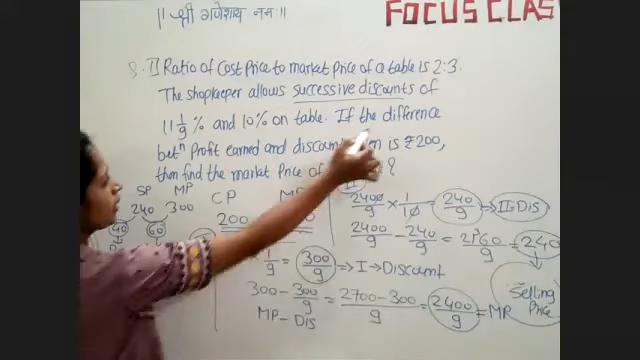 ॥ श्री गणेशाय नमः ॥
FOCUS CLAS
Q. II] Ratio of Cost Price to market Price of a table is 2:3.
The shopkeeper allows successive discounts of
11 1/9 % and 10% on table. If the difference
betⁿ Profit earned and discount is ₹200,
then find the market Price of ?
SP MP
240 300
40 60
CP
200
II
2400/9 × 1/10 = 240/9 ⇒ II Dis
2400/9 - 240/9 = 2160/9 = 240
Selling
Price
× 1/9 = 300/9 ⇒ I → Discount
300 - 300/9 = 2700-300/9 = 2400/9 = MP
MP - Dis